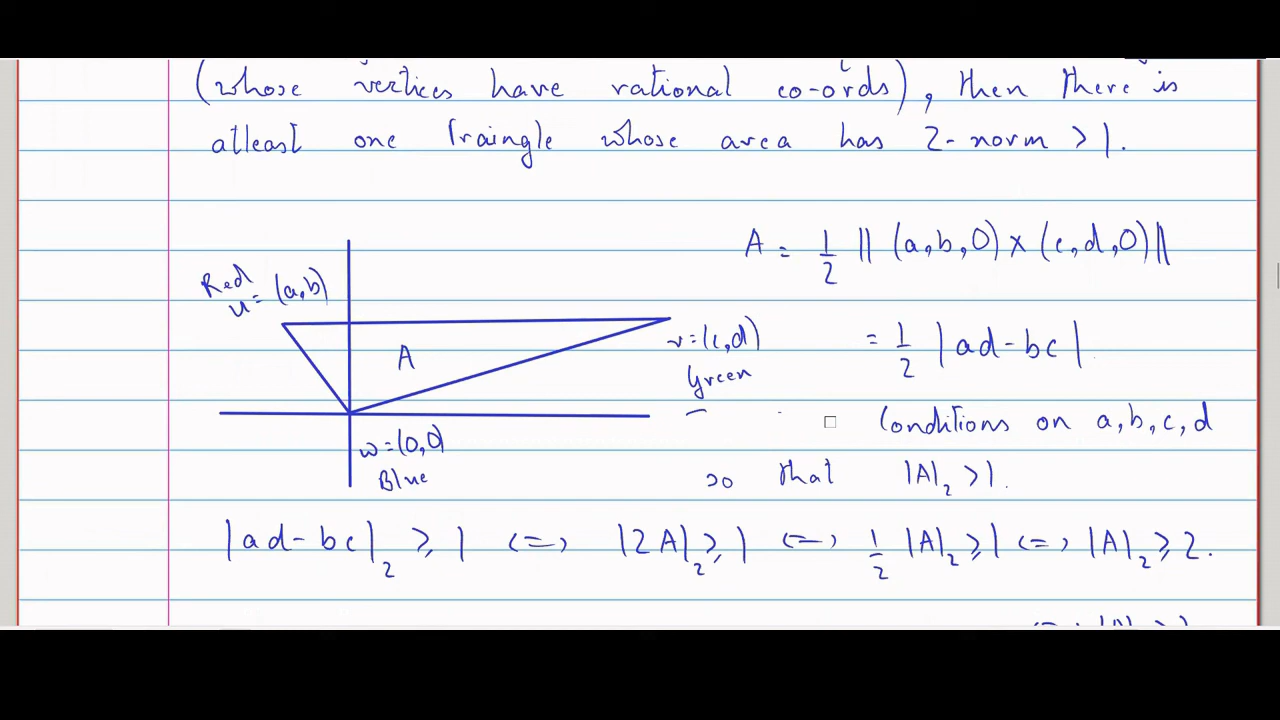 (whose vertices have rational co-ords), then there is
atleast one Traingle whose area has 2-norm > 1.
A = 1/2 || (a,b,0) x (c,d,0) ||
Red
u = (a,b)
v = (c,d)
= 1/2 | ad - bc |
A
Green
Conditions on a, b, c, d
w = (0,0)
Blue
so that |A|₂ > 1.
|ad - bc|₂ ⩾ 1 <=> |2A|₂ ⩾ 1 <=> 1/2 |A|₂ ⩾ 1 <=> |A|₂ ⩾ 2.